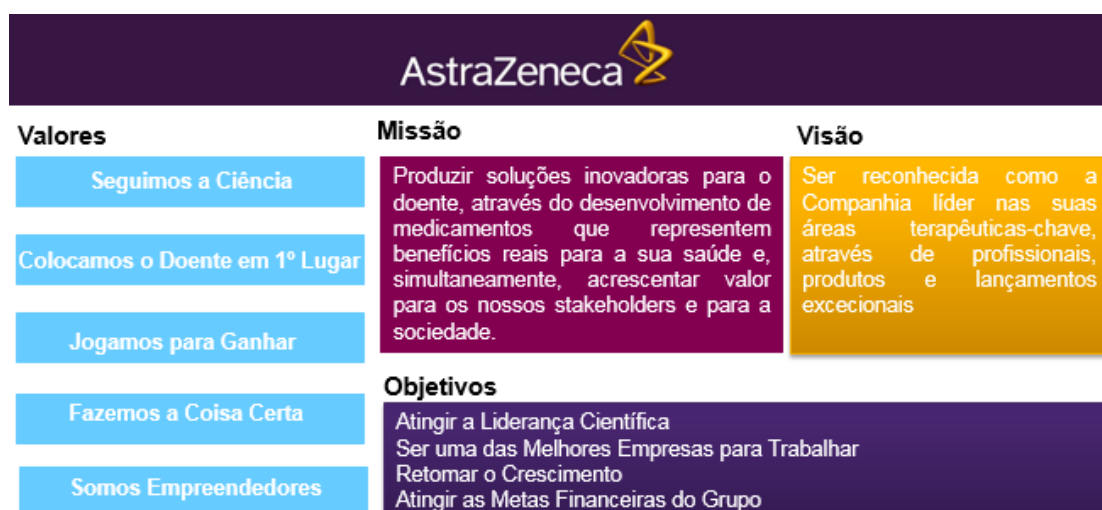 AstraZeneca
Valores
Seguimos a Ciência
Colocamos o Doente em 1º Lugar
Jogamos para Ganhar
Fazemos a Coisa Certa
Somos Empreendedores
Missão
Produzir soluções inovadoras para o
doente, através do desenvolvimento de
medicamentos que representem
benefícios reais para a sua saúde e,
simultaneamente, acrescentar valor
para os nossos stakeholders e para a
sociedade.
Visão
Ser reconhecida como a
Companhia líder nas suas
áreas terapêuticas-chave,
através de profissionais,
produtos e lançamentos
excecionais
Objetivos
Atingir a Liderança Científica
Ser uma das Melhores Empresas para Trabalhar
Retomar o Crescimento
Atingir as Metas Financeiras do Grupo